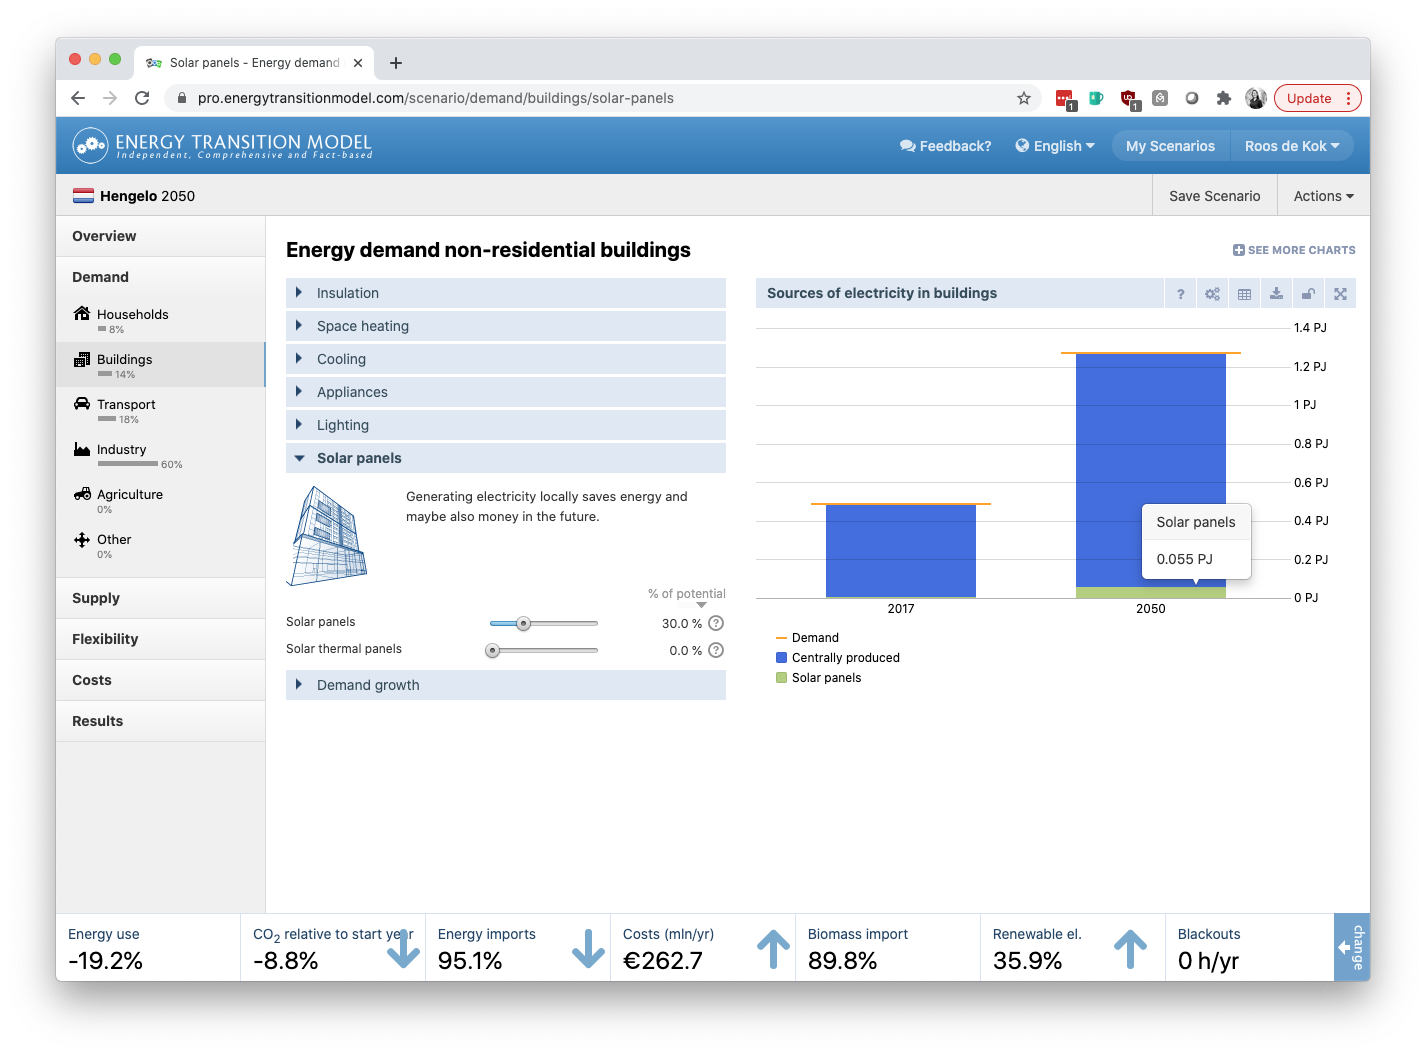 Solar panels - Energy demand
pro.energytransitionmodel.com/scenario/demand/buildings/solar-panels
1
1
Update
ENERGY TRANSITION MODEL
Independent, Comprehensive and Fact-based
Feedback?
English
My Scenarios
Roos de Kok
Hengelo 2050
Save Scenario
Actions
Overview
Demand
Households
8%
Buildings
14%
Transport
18%
Industry
60%
Agriculture
0%
Other
0%
Supply
Flexibility
Costs
Results
Energy demand non-residential buildings
SEE MORE CHARTS
Insulation
Space heating
Cooling
Appliances
Lighting
Solar panels
Generating electricity locally saves energy and
maybe also money in the future.
% of potential
Solar panels 30.0 % ?
Solar thermal panels 0.0 % ?
Demand growth
Sources of electricity in buildings
?
1.4 PJ
1.2 PJ
1 PJ
0.8 PJ
0.6 PJ
0.4 PJ
0.2 PJ
0 PJ
Solar panels
0.055 PJ
2017
2050
Demand
Centrally produced
Solar panels
Energy use
-19.2%
CO2 relative to start year
-8.8%
Energy imports
95.1%
Costs (mln/yr)
€262.7
Biomass import
89.8%
Renewable el.
35.9%
Blackouts
0 h/yr
change